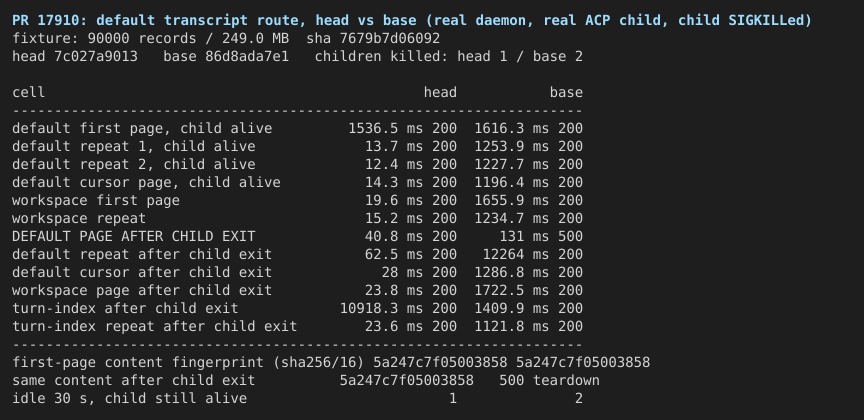 PR 17910: default transcript route, head vs base (real daemon, real ACP child, child SIGKILLed)
fixture: 90000 records / 249.0 MB  sha 7679b7d06092
head 7c027a9013   base 86d8ada7e1   children killed: head 1 / base 2
cell                                              head           base
---------------------------------------------------------------------
default first page, child alive         1536.5 ms 200  1616.3 ms 200
default repeat 1, child alive             13.7 ms 200  1253.9 ms 200
default repeat 2, child alive             12.4 ms 200  1227.7 ms 200
default cursor page, child alive          14.3 ms 200  1196.4 ms 200
workspace first page                      19.6 ms 200  1655.9 ms 200
workspace repeat                          15.2 ms 200  1234.7 ms 200
DEFAULT PAGE AFTER CHILD EXIT             40.8 ms 200     131 ms 500
default repeat after child exit           62.5 ms 200   12264 ms 200
default cursor after child exit             28 ms 200  1286.8 ms 200
workspace page after child exit           23.8 ms 200  1722.5 ms 200
turn-index after child exit            10918.3 ms 200  1409.9 ms 200
turn-index repeat after child exit        23.6 ms 200  1121.8 ms 200
---------------------------------------------------------------------
first-page content fingerprint (sha256/16) 5a247c7f05003858 5a247c7f05003858
same content after child exit          5a247c7f05003858   500 teardown
idle 30 s, child still alive                         1              2